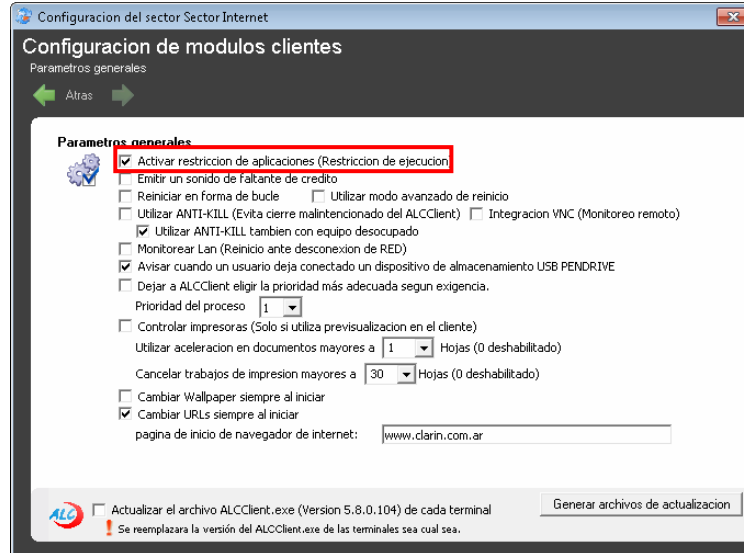 Configuracion del sector Sector Internet
Configuracion de modulos clientes
Parametros generales
Atras
Parametros generales
Activar restriccion de aplicaciones (Restriccion de ejecucion)
Emitir un sonido de faltante de credito
Reiniciar en forma de bucle Utilizar modo avanzado de reinicio
Utilizar ANTI-KILL (Evita cierre malintencionado del ALCClient) Integracion VNC (Monitoreo remoto)
Utilizar ANTI-KILL tambien con equipo desocupado
Monitorear Lan (Reinicio ante desconexion de RED)
Avisar cuando un usuario deja conectado un dispositivo de almacenamiento USB PENDRIVE
Dejar a ALCClient eligir la prioridad más adecuada segun exigencia.
Prioridad del proceso 1
Controlar impresoras (Solo si utiliza previsualizacion en el cliente)
Utilizar aceleracion en documentos mayores a 1 Hojas (0 deshabilitado)
Cancelar trabajos de impresion mayores a 30 Hojas (0 deshabilitado)
Cambiar Wallpaper siempre al iniciar
Cambiar URLs siempre al iniciar
pagina de inicio de navegador de internet: www.clarin.com.ar
ALC Actualizar el archivo ALCClient.exe (Version 5.8.0.104) de cada terminal Generar archivos de actualizacion
Se reemplazara la versión del ALCClient.exe de las terminales sea cual sea.